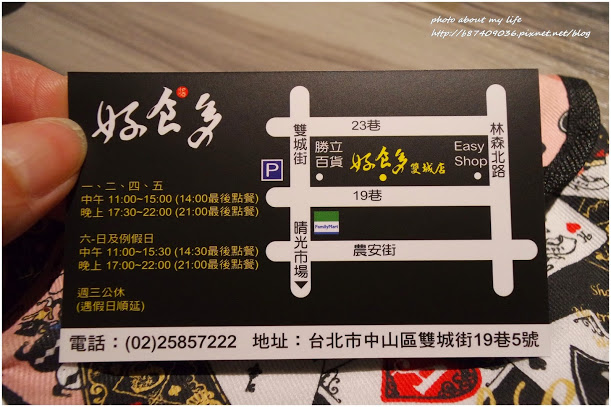 photo about my life
http://b87409036.pixnet.net/blog
好食多
一、二、四、五
中午 11:00~15:00 (14:00最後點餐)
晚上 17:30~22:00 (21:00最後點餐)
六-日及例假日
中午 11:00~15:30 (14:30最後點餐)
晚上 17:00~22:00 (21:00最後點餐)
週三公休
(遇假日順延)
P
雙城街
23巷
勝立
百貨
好食多 雙城店
Easy
Shop
林森北路
19巷
FamilyMart
晴光市場
農安街
電話：(02)25857222 地址：台北市中山區雙城街19巷5號